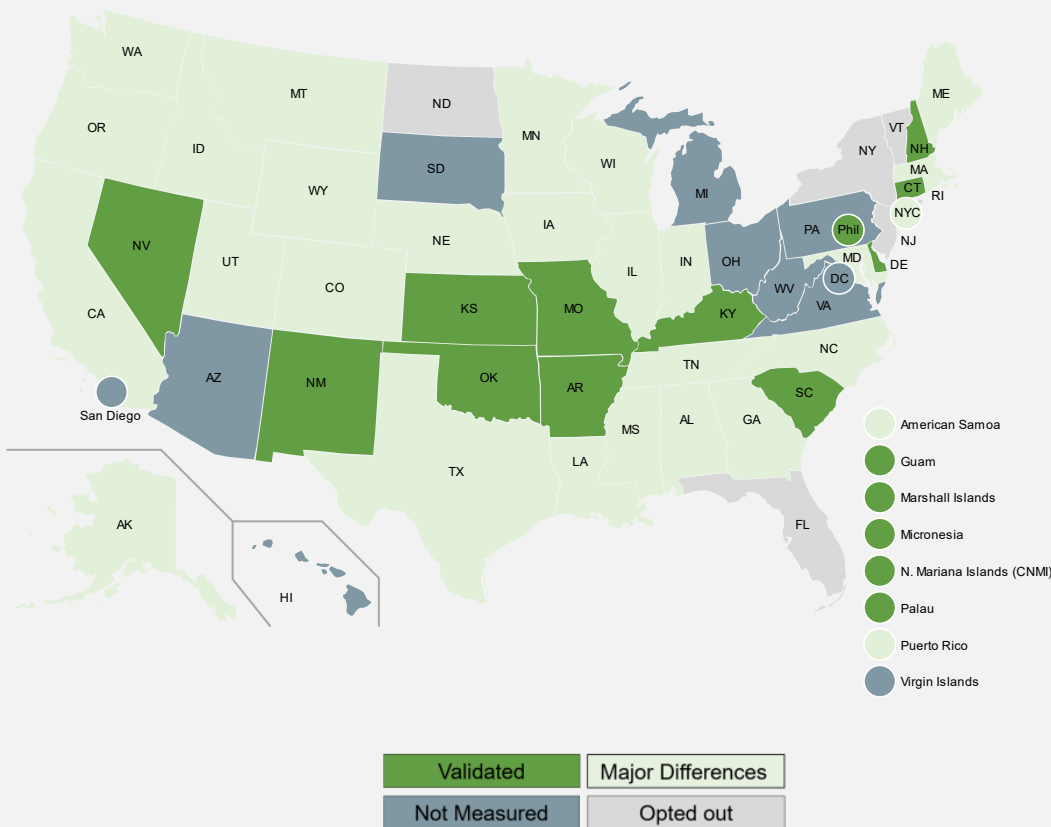 WA
OR
ID
MT
ND
MN
SD
WY
WI
MI
NY
VT
NH
ME
MA
CT
RI
NYC
NJ
PA
Phil
DE
MD
DC
NV
UT
CO
NE
IA
IL
IN
OH
WV
VA
CA
KS
MO
KY
NC
TN
AZ
NM
OK
AR
SC
San Diego
MS
AL
GA
LA
TX
FL
AK
HI
American Samoa
Guam
Marshall Islands
Micronesia
N. Mariana Islands (CNMI)
Palau
Puerto Rico
Virgin Islands
Validated
Major Differences
Not Measured
Opted out